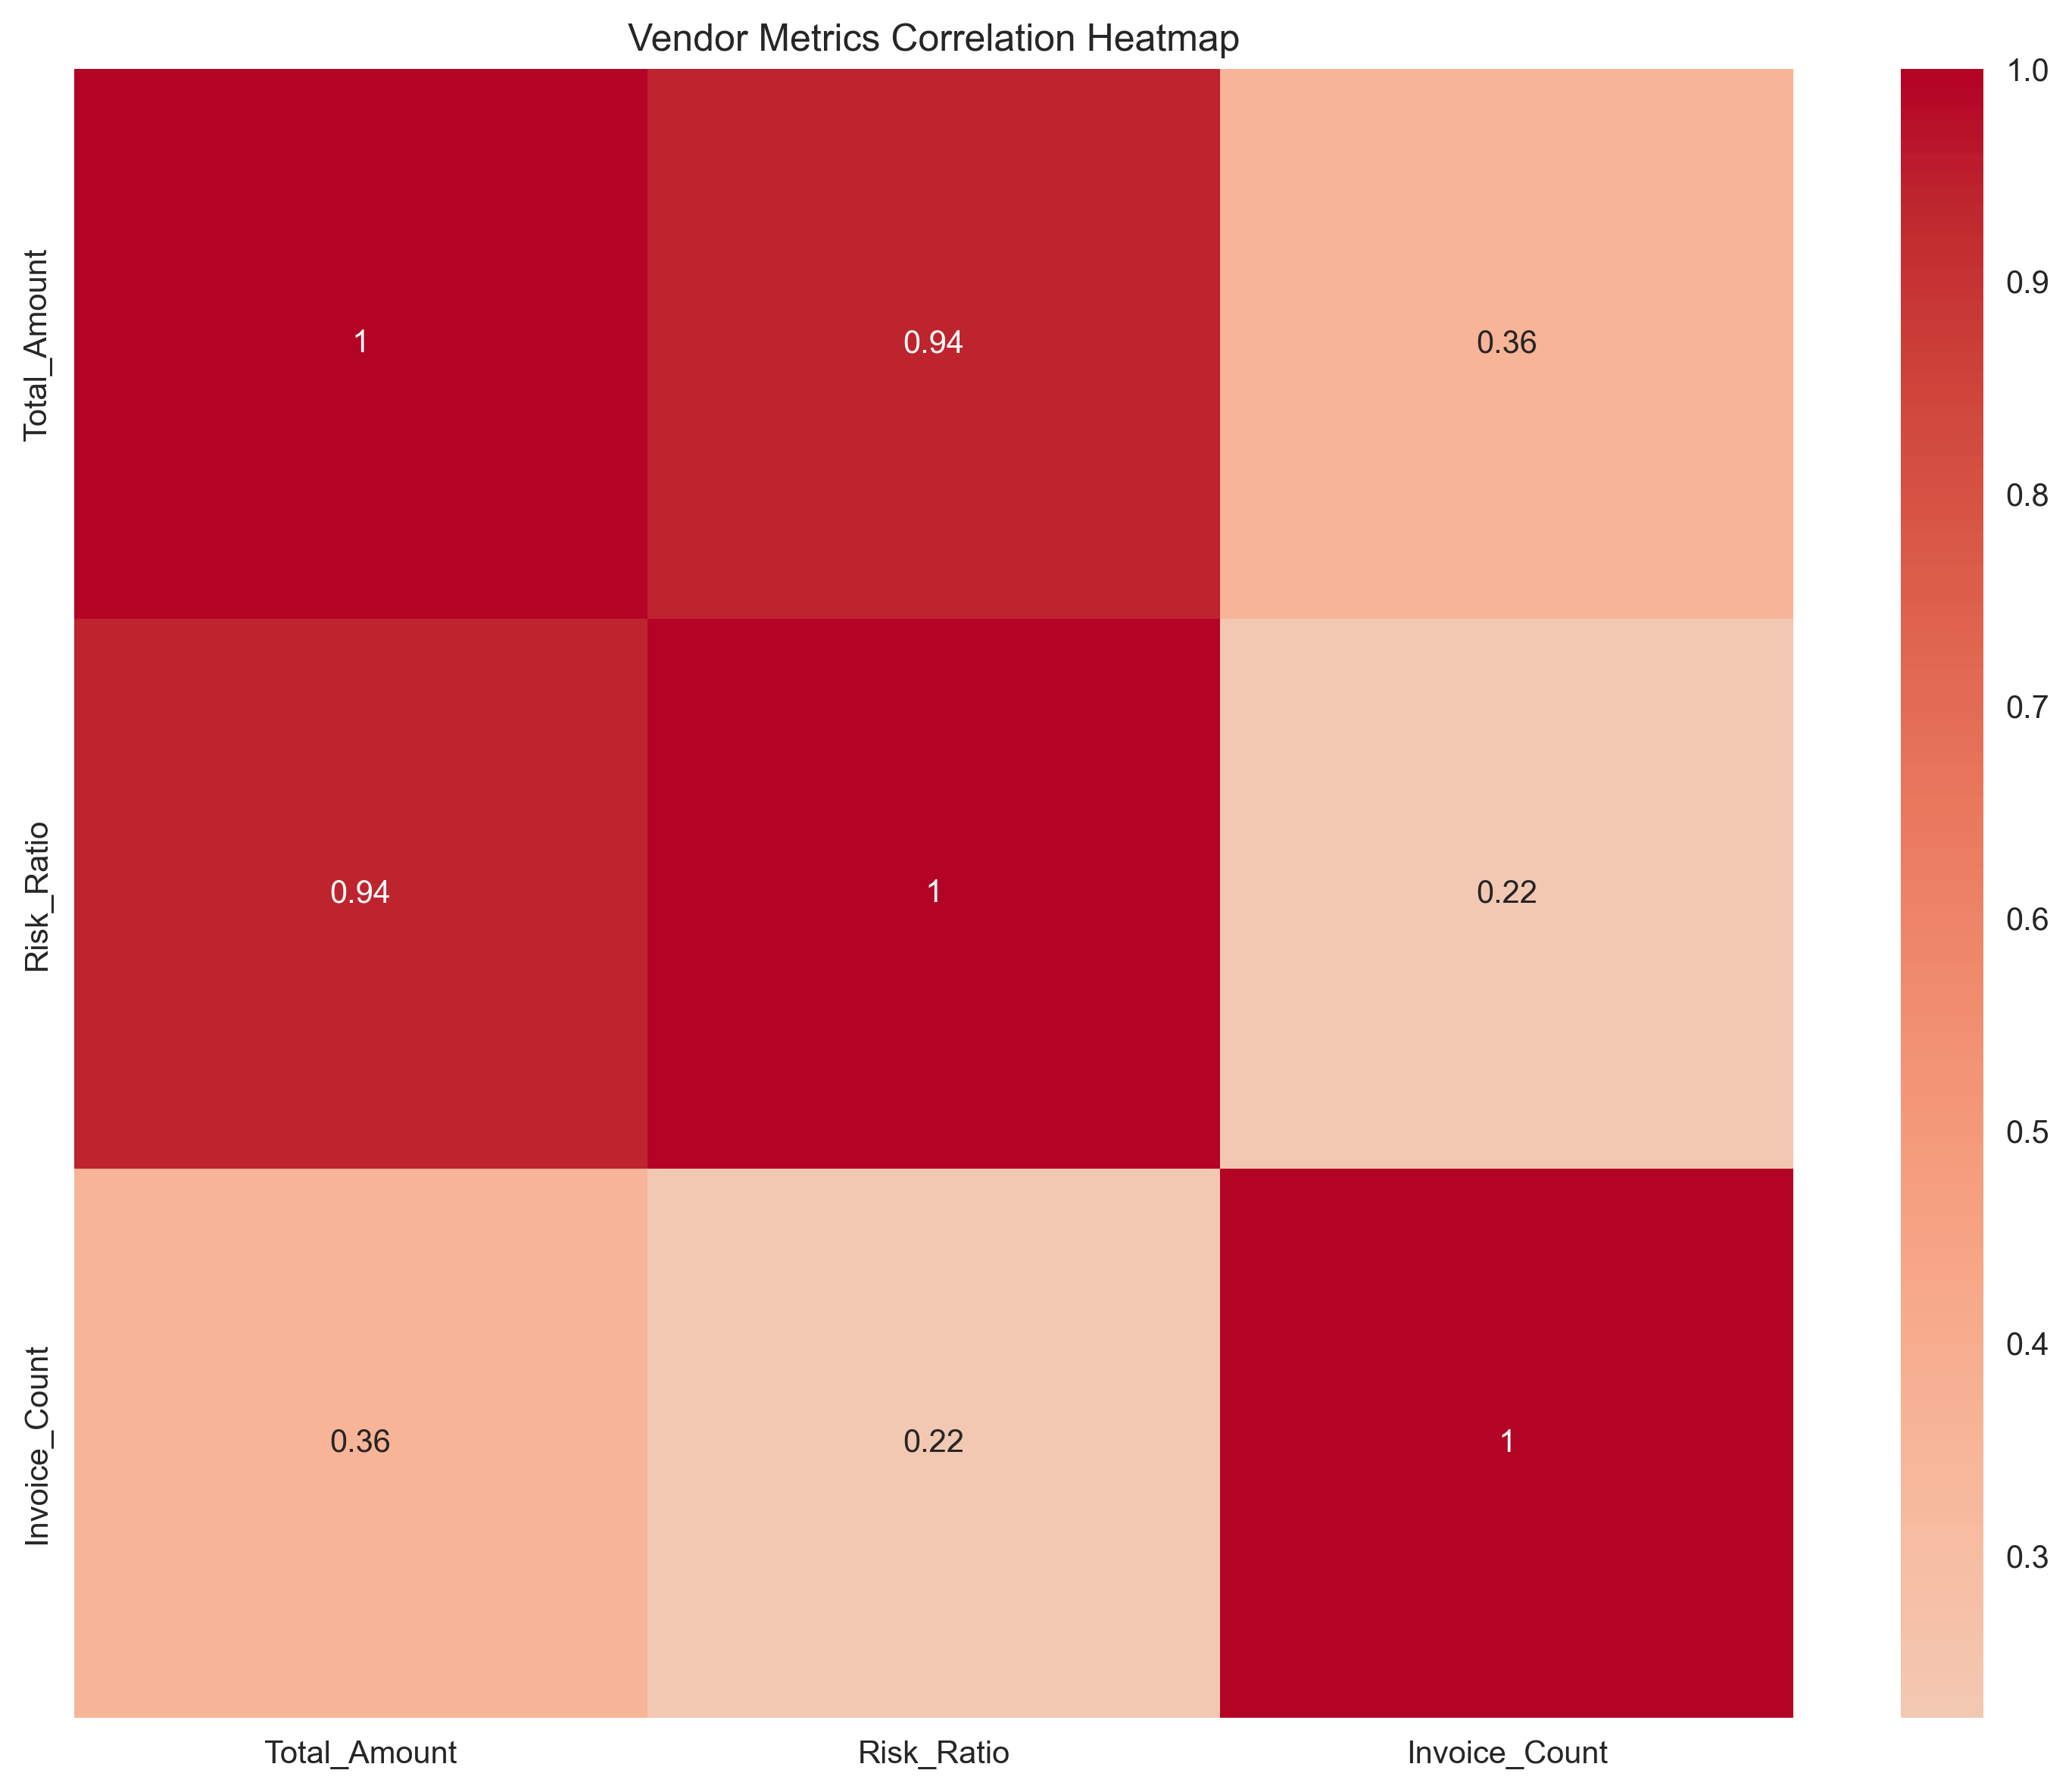 Vendor Metrics Correlation Heatmap
Total_Amount
1
0.94
0.36
Risk_Ratio
0.94
1
0.22
Invoice_Count
0.36
0.22
1
Total_Amount
Risk_Ratio
Invoice_Count
1.0
0.9
0.8
0.7
0.6
0.5
0.4
0.3